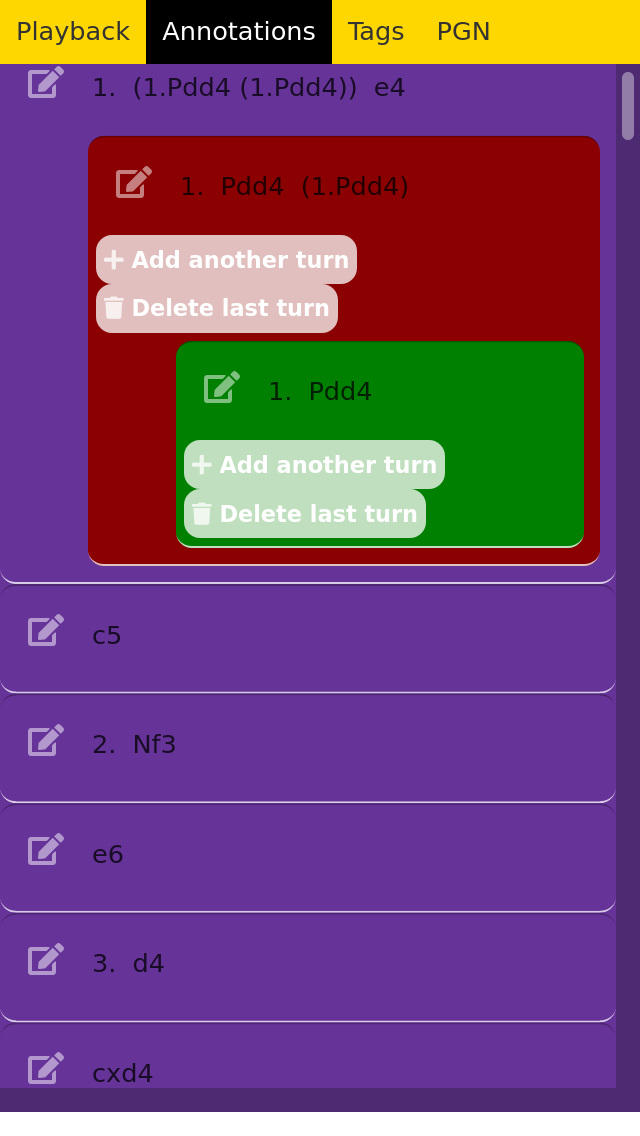 Playback Annotations Tags PGN
1. (1.Pdd4 (1.Pdd4)) e4
1. Pdd4 (1.Pdd4)
Add another turn
Delete last turn
1. Pdd4
Add another turn
Delete last turn
c5
2. Nf3
e6
3. d4
cxd4